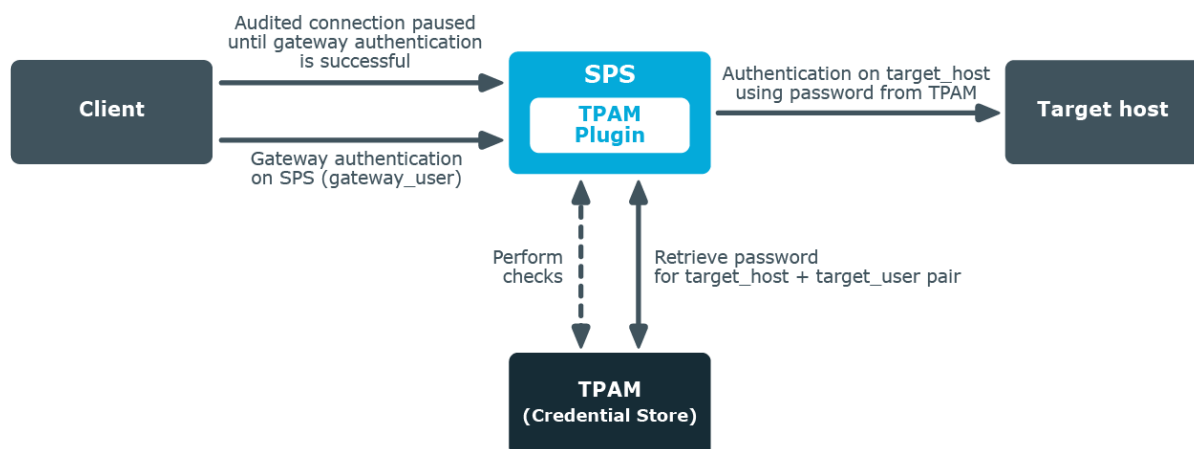 Audited connection paused
until gateway authentication
is successful
Client
Gateway authentication
on SPS (gateway_user)
SPS
TPAM
Plugin
Authentication on target_host
using password from TPAM
Target host
Perform
checks
Retrieve password
for target_host + target_user pair
TPAM
(Credential Store)